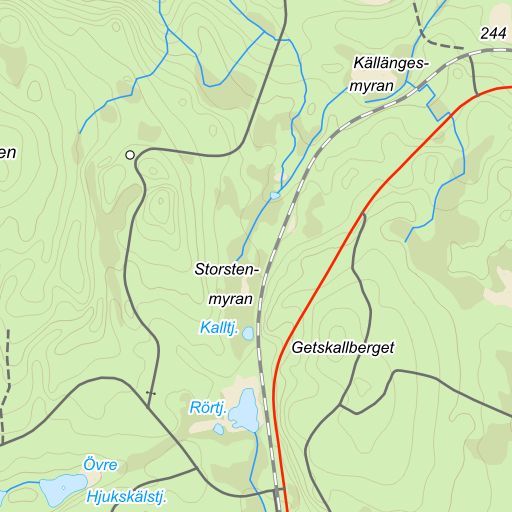 244
Källänges-
myran
en
Storsten-
myran
Kalltj.
Getskallberget
Rörtj.
Övre
Hjukskälstj.